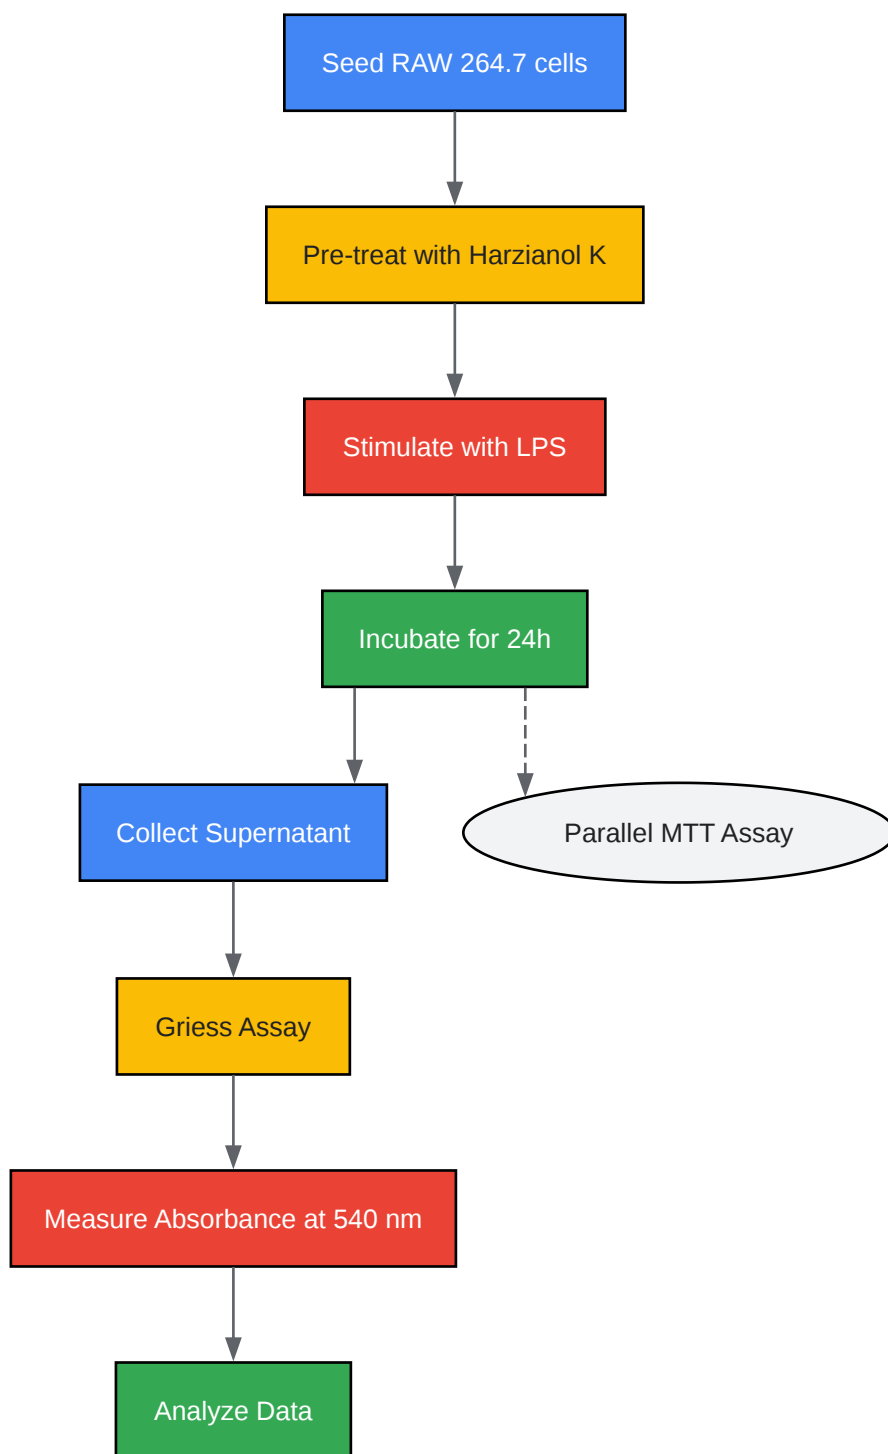 Seed RAW 264.7 cells
Pre-treat with Harzianol K
Stimulate with LPS
Incubate for 24h
Collect Supernatant
Parallel MTT Assay
Griess Assay
Measure Absorbance at 540 nm
Analyze Data